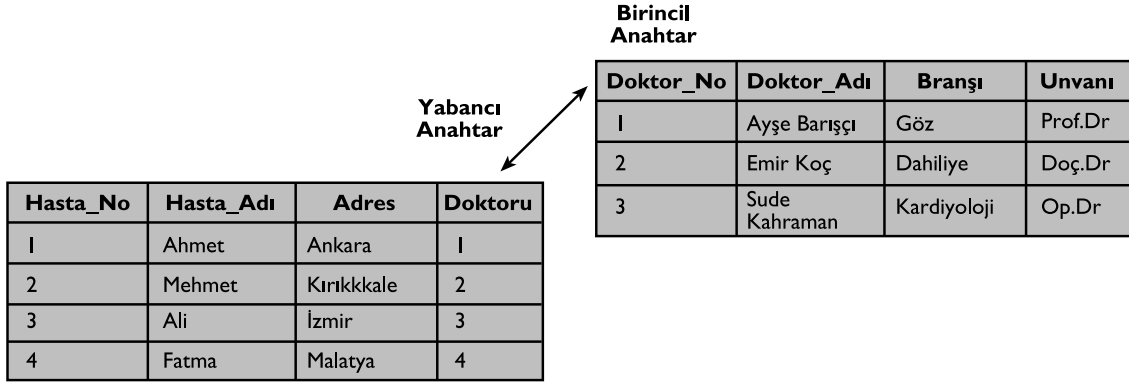 Birincil
Anahtar
Doktor_No Doktor_Adı Branşı Unvanı
1 Ayşe Barışçı Göz Prof.Dr
2 Emir Koç Dahiliye Doç.Dr
3 Sude Kahraman Kardiyoloji Op.Dr
Yabancı
Anahtar
Hasta_No Hasta_Adı Adres Doktoru
1 Ahmet Ankara 1
2 Mehmet Kırıkkkale 2
3 Ali İzmir 3
4 Fatma Malatya 4